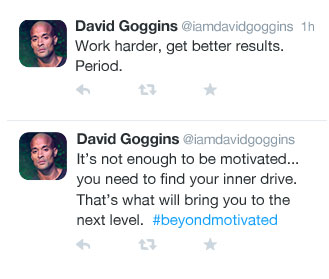 David Goggins @iamdavidgoggins 1h
Work harder, get better results.
Period.
David Goggins @iamdavidgoggins
It's not enough to be motivated...
you need to find your inner drive.
That's what will bring you to the
next level. #beyondmotivated